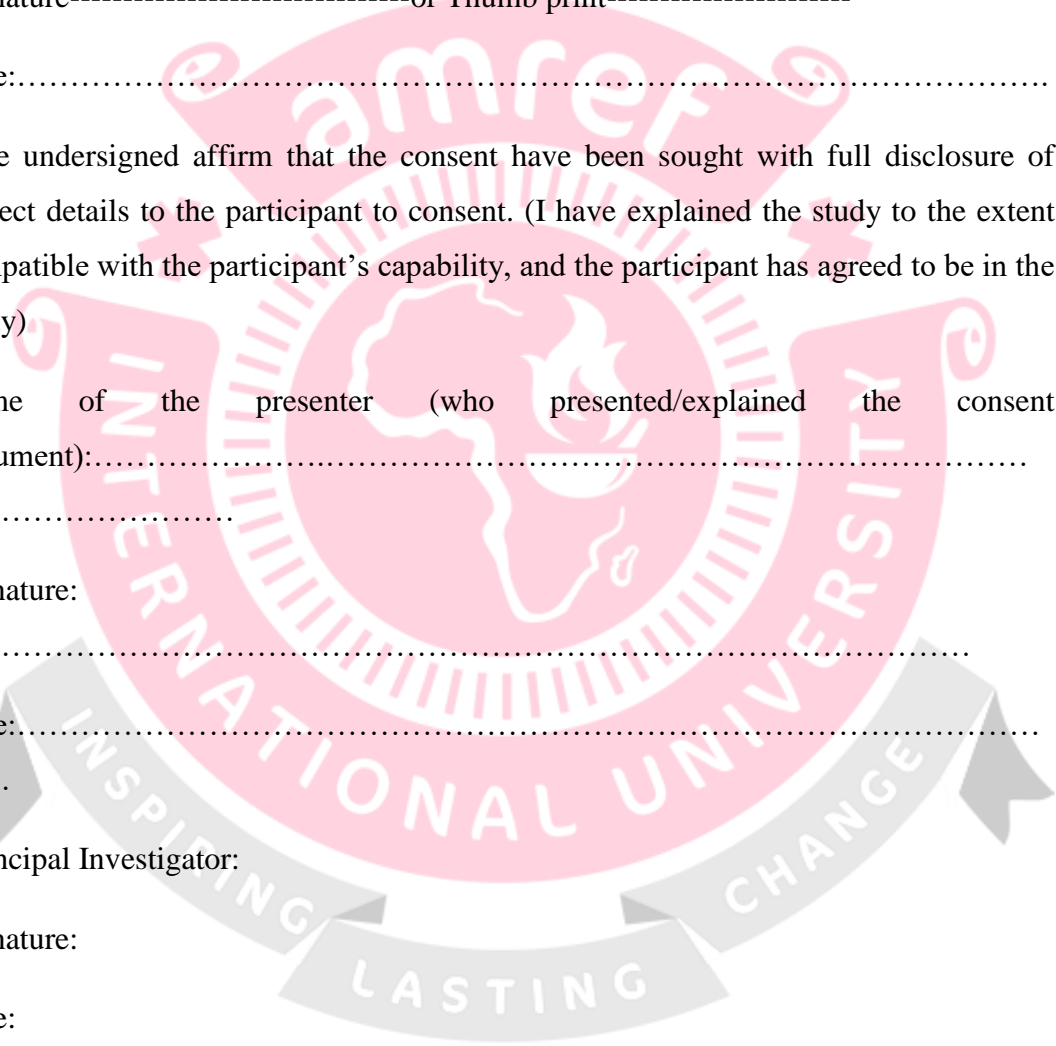 nature--------------------------------or Thumb print-----------------------
e:……………………………………………………………………………………….
e undersigned affirm that the consent have been sought with full disclosure of
ect details to the participant to consent. (I have explained the study to the extent
patible with the participant’s capability, and the participant has agreed to be in the
y)
ne of the presenter (who presented/explained the consent
ument):………………….……………………………………………………………
…………………
nature:
…………………………………………………………………………………
e:………………………………………………………………………………………
.
ncipal Investigator:
nature:
e:
amref
INTERNATIONAL UNIVERSITY
INSPIRING LASTING CHANGE